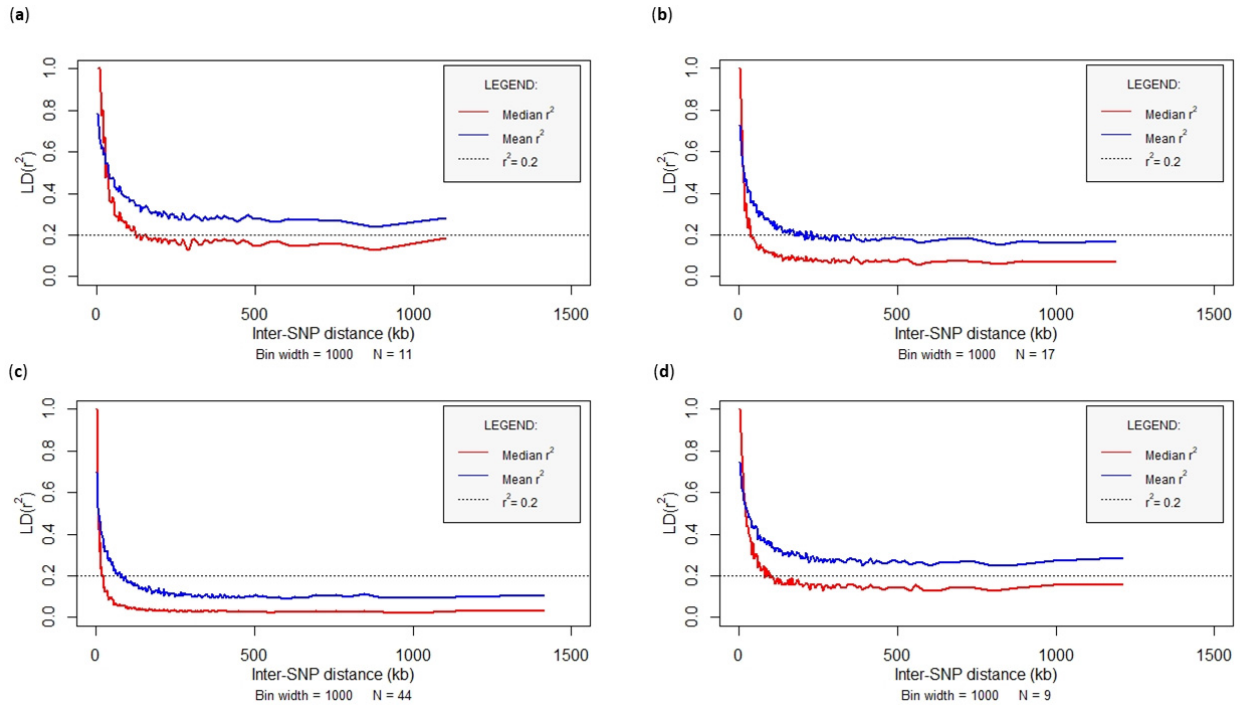 (a)
LD(r²)
0.0 0.2 0.4 0.6 0.8 1.0
LEGEND:
Median r²
Mean r²
r²= 0.2
0 500 1000 1500
Inter-SNP distance (kb)
Bin width = 1000 N = 11
(b)
LD(r²)
0.0 0.2 0.4 0.6 0.8 1.0
LEGEND:
Median r²
Mean r²
r²= 0.2
0 500 1000 1500
Inter-SNP distance (kb)
Bin width = 1000 N = 17
(c)
LD(r²)
0.0 0.2 0.4 0.6 0.8 1.0
LEGEND:
Median r²
Mean r²
r²= 0.2
0 500 1000 1500
Inter-SNP distance (kb)
Bin width = 1000 N = 44
(d)
LD(r²)
0.0 0.2 0.4 0.6 0.8 1.0
LEGEND:
Median r²
Mean r²
r²= 0.2
0 500 1000 1500
Inter-SNP distance (kb)
Bin width = 1000 N = 9